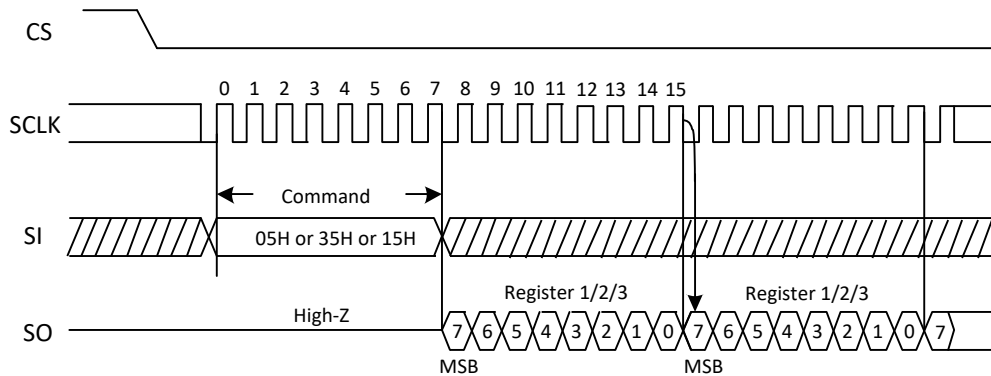 CS
0 1 2 3 4 5 6 7 8 9 10 11 12 13 14 15
SCLK
Command
SI
05H or 35H or 15H
Register 1/2/3 Register 1/2/3
High-Z
SO
7 6 5 4 3 2 1 0 7 6 5 4 3 2 1 0 7
MSB MSB